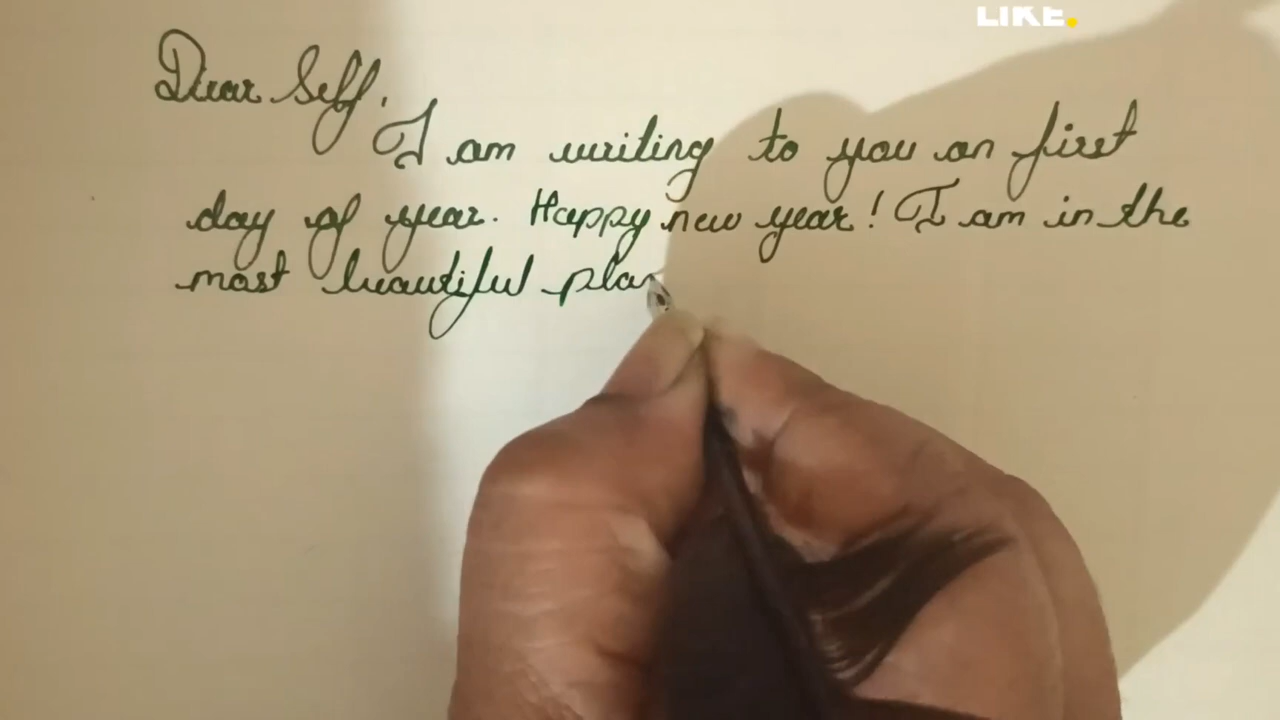 LIKE.
Dear Self,
I am writing to you on first
day of year. Happy new year! I am in the
most beautiful pla